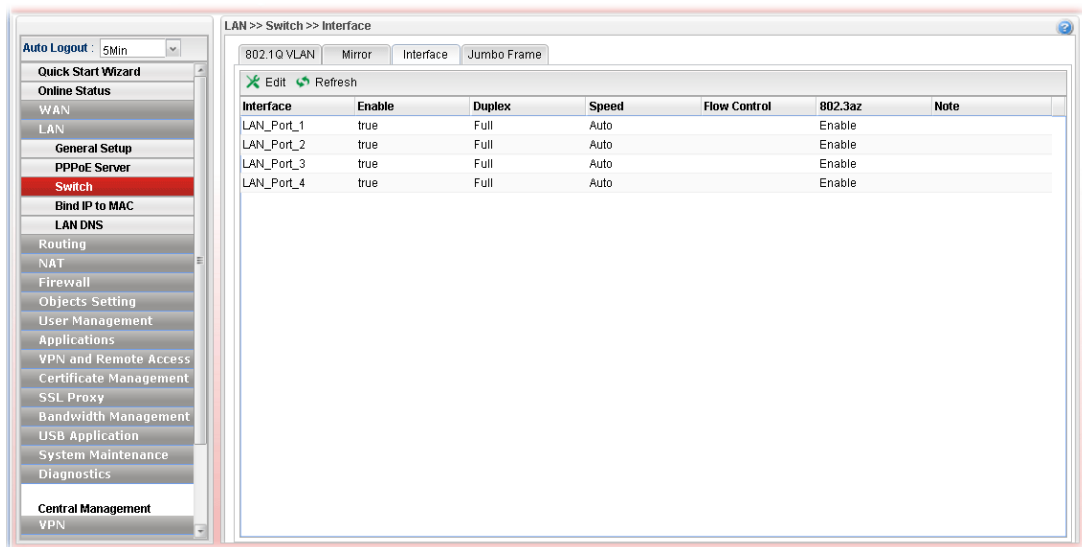 LAN >> Switch >> Interface
Auto Logout : 5Min
Quick Start Wizard
Online Status
WAN
LAN
General Setup
PPPoE Server
Switch
Bind IP to MAC
LAN DNS
Routing
NAT
Firewall
Objects Setting
User Management
Applications
VPN and Remote Access
Certificate Management
SSL Proxy
Bandwidth Management
USB Application
System Maintenance
Diagnostics
Central Management
VPN
802.1Q VLAN Mirror Interface Jumbo Frame
Edit Refresh
Interface Enable Duplex Speed Flow Control 802.3az Note
LAN_Port_1 true Full Auto Enable
LAN_Port_2 true Full Auto Enable
LAN_Port_3 true Full Auto Enable
LAN_Port_4 true Full Auto Enable